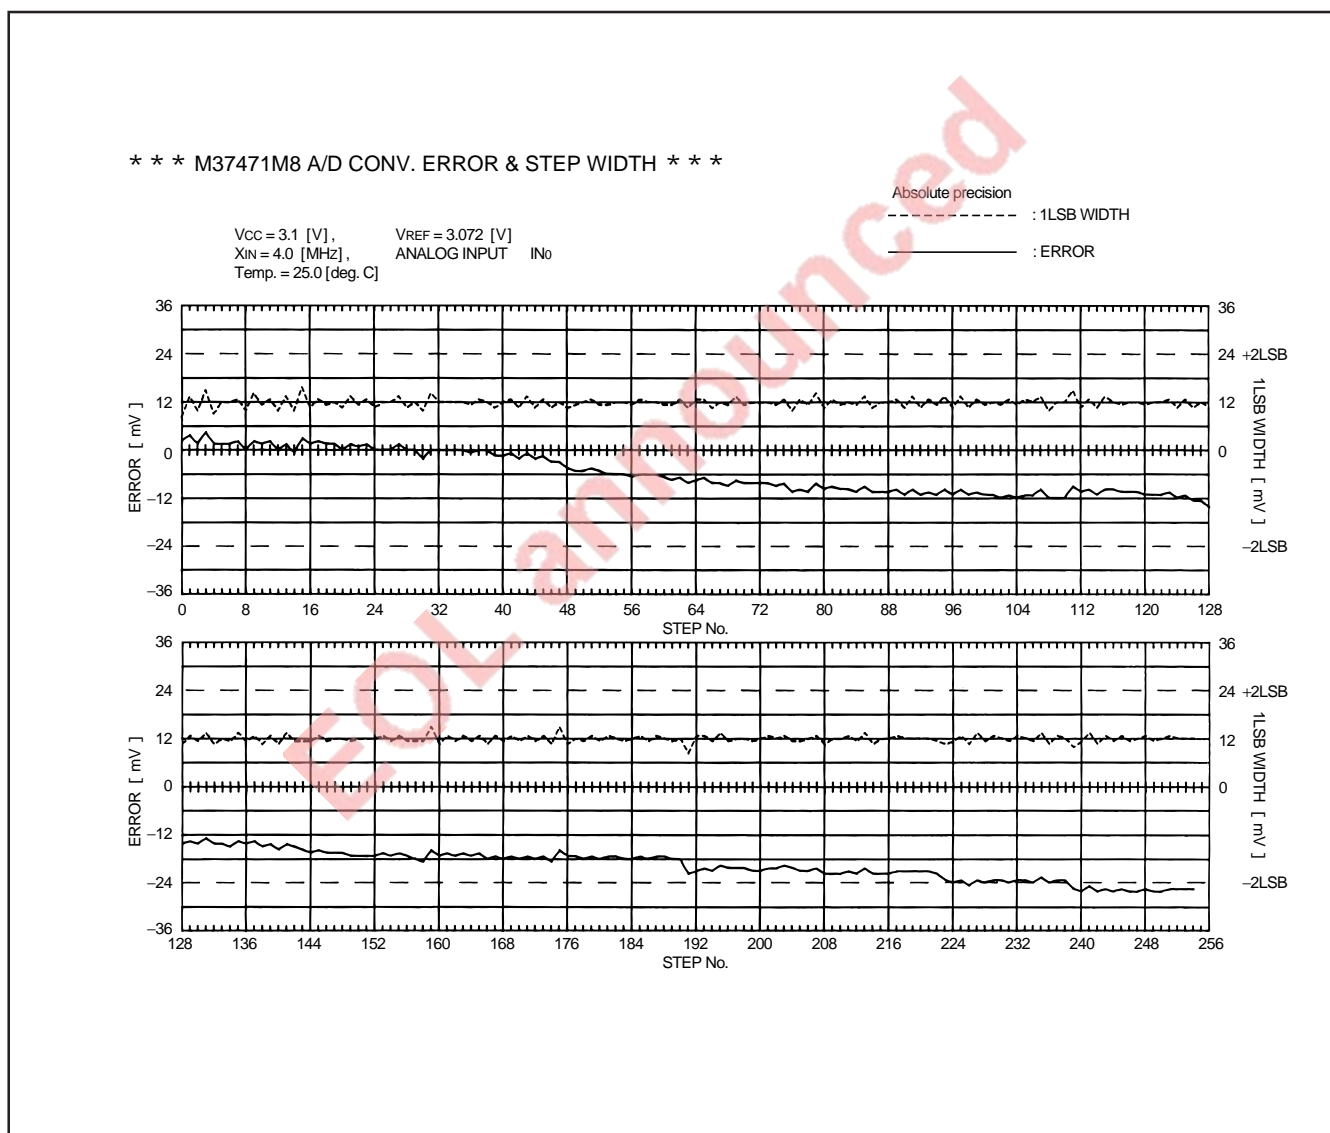 * * * M37471M8 A/D CONV. ERROR & STEP WIDTH * * *
Absolute precision
: 1LSB WIDTH
: ERROR
VCC = 3.1 [V] , VREF = 3.072 [V]
XIN = 4.0 [MHz] , ANALOG INPUT IN0
Temp. = 25.0 [deg. C]
ERROR [ mV ]
36
24
12
0
–12
–24
–36
36
24 +2LSB
12
0
–2LSB
1LSB WIDTH [ mV ]
0 8 16 24 32 40 48 56 64 72 80 88 96 104 112 120 128
STEP No.
ERROR [ mV ]
36
24
12
0
–12
–24
–36
36
24 +2LSB
12
0
–2LSB
1LSB WIDTH [ mV ]
128 136 144 152 160 168 176 184 192 200 208 216 224 232 240 248 256
STEP No.
EOL announced